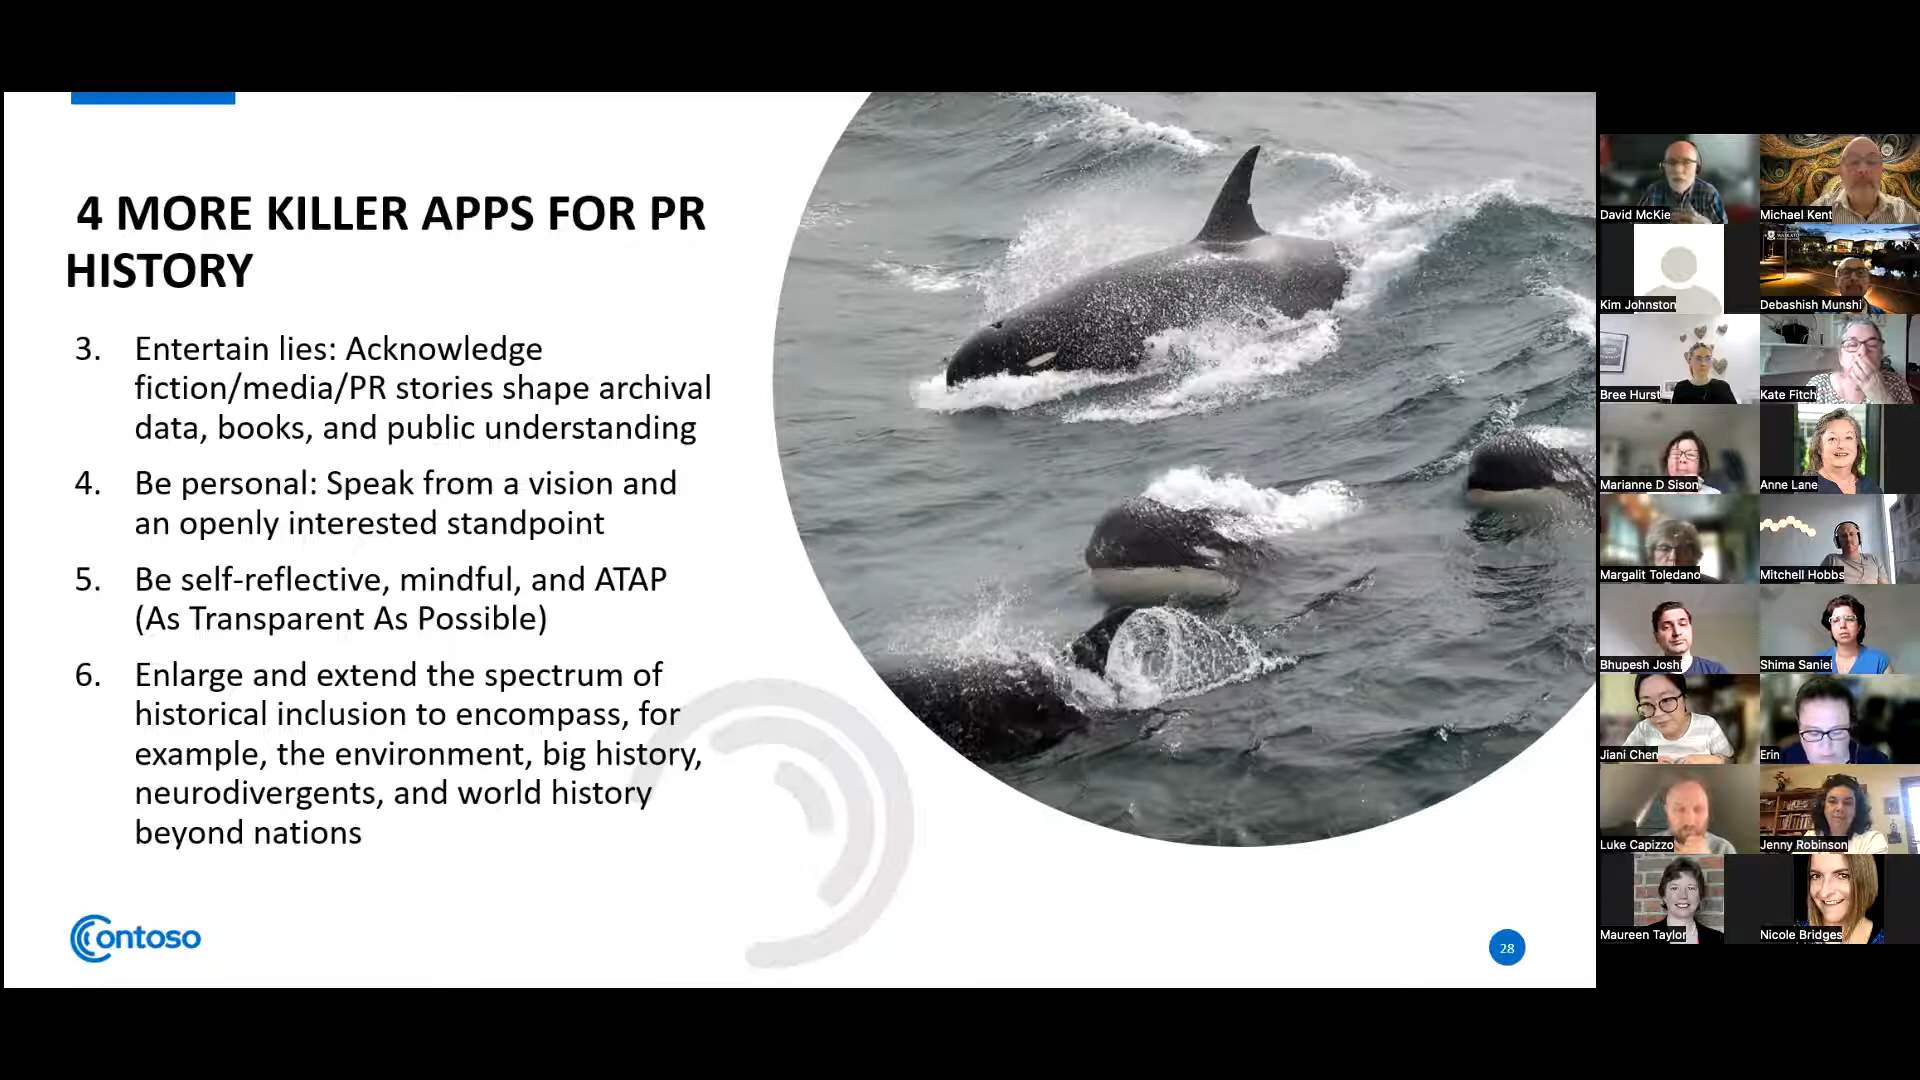 4 MORE KILLER APPS FOR PR
HISTORY
3. Entertain lies: Acknowledge
fiction/media/PR stories shape archival
data, books, and public understanding
4. Be personal: Speak from a vision and
an openly interested standpoint
5. Be self-reflective, mindful, and ATAP
(As Transparent As Possible)
6. Enlarge and extend the spectrum of
historical inclusion to encompass, for
example, the environment, big history,
neurodivergents, and world history
beyond nations
Contoso
28
David McKie
Michael Kent
Kim Johnston
Debashish Munshi
Bree Hurst
Kate Fitch
Marianne D Sison
Anne Lane
Margalit Toledano
Mitchell Hobbs
Bhupesh Joshi
Shima Saniei
Jiani Chen
Erin
Luke Capizzo
Jenny Robinson
Maureen Taylor
Nicole Bridges